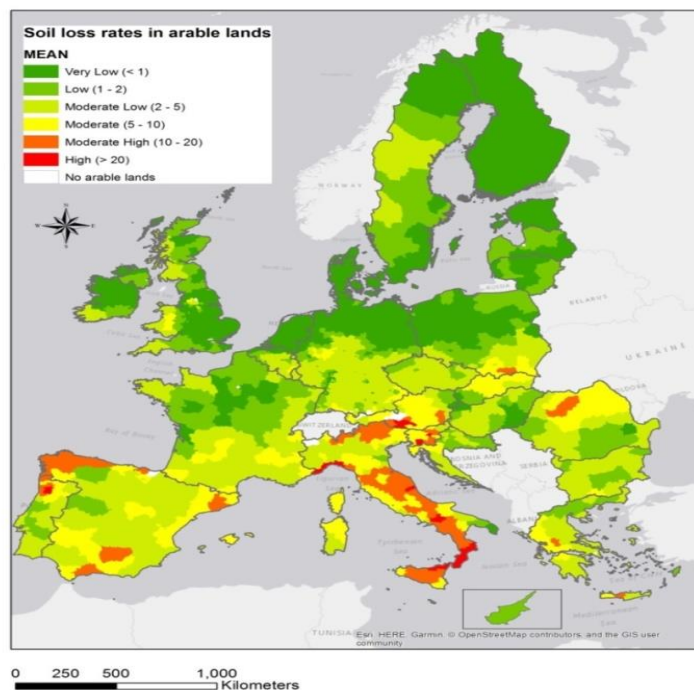 Soil loss rates in arable lands
MEAN
Very Low (< 1)
Low (1 - 2)
Moderate Low (2 - 5)
Moderate (5 - 10)
Moderate High (10 - 20)
High (> 20)
No arable lands
N
W E
S
NORWAY
BELARUS
UKRAINE
Bay of Biscay
BOSNIA AND
SERBIA
Tyrrhenian
Sea
Mediterranean
TUNISIA
Esri, HERE, Garmin, © OpenStreetMap contributors, and the GIS user
community
0 250 500 1,000
Kilometers